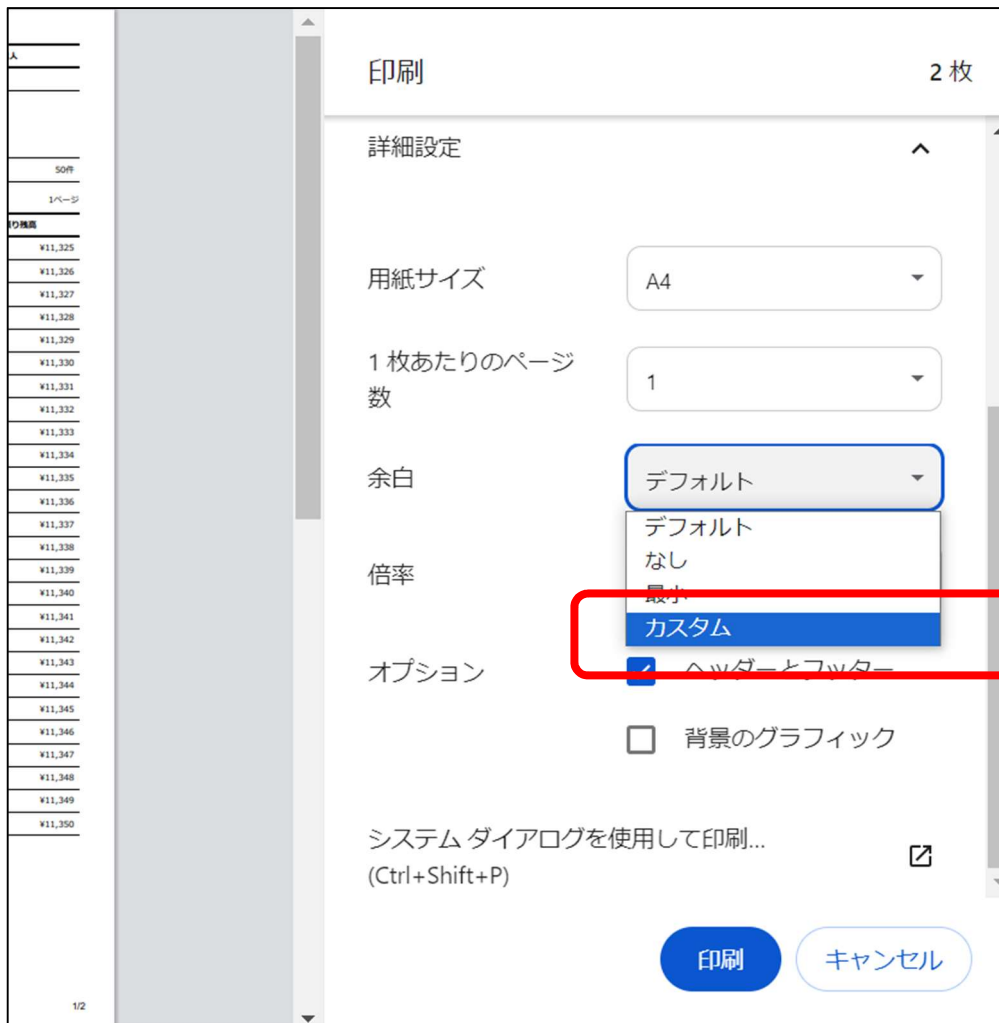 人
50件
1ページ
り残高
¥11,325
¥11,326
¥11,327
¥11,328
¥11,329
¥11,330
¥11,331
¥11,332
¥11,333
¥11,334
¥11,335
¥11,336
¥11,337
¥11,338
¥11,339
¥11,340
¥11,341
¥11,342
¥11,343
¥11,344
¥11,345
¥11,346
¥11,347
¥11,348
¥11,349
¥11,350
1/2
印刷 2 枚
詳細設定
用紙サイズ A4
1 枚あたりのページ
数 1
余白 デフォルト
デフォルト
なし
最小
カスタム
倍率
オプション ヘッダーとフッター
背景のグラフィック
システム ダイアログを使用して印刷...
(Ctrl+Shift+P)
印刷 キャンセル